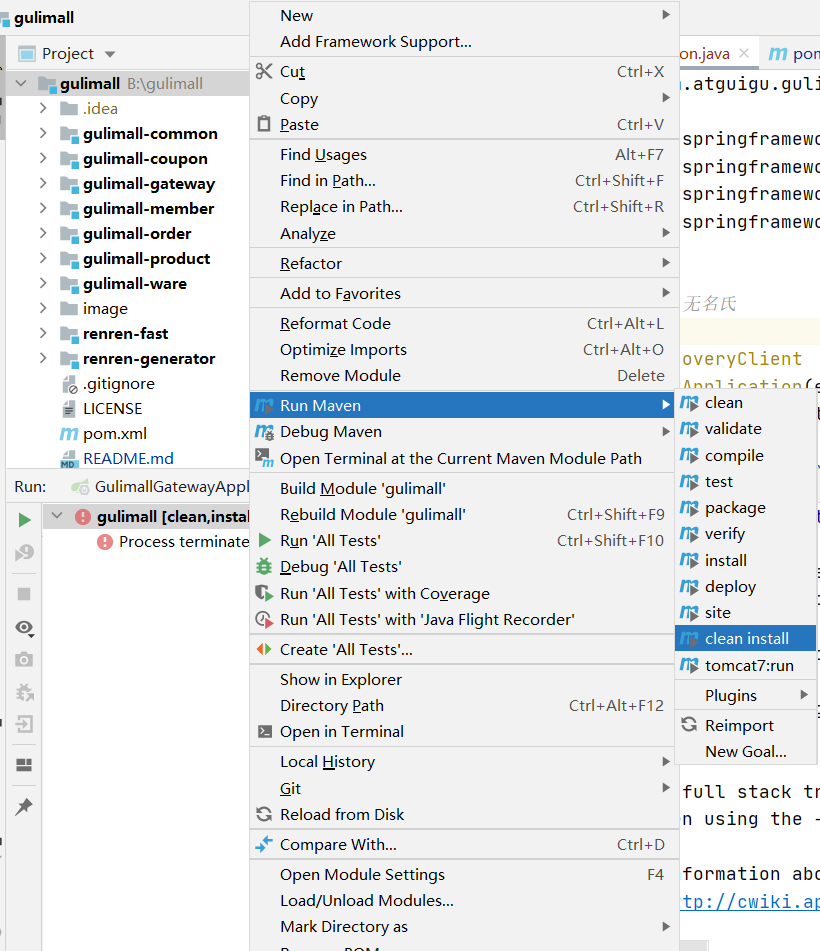 gulimall
Project
gulimall B:\gulimall
.idea
gulimall-common
gulimall-coupon
gulimall-gateway
gulimall-member
gulimall-order
gulimall-product
gulimall-ware
image
renren-fast
renren-generator
.gitignore
LICENSE
pom.xml
README.md
Run: GulimallGatewayAppl
gulimall [clean,instal
Process terminate
New
Add Framework Support...
Cut Ctrl+X
Copy
Paste Ctrl+V
Find Usages Alt+F7
Find in Path... Ctrl+Shift+F
Replace in Path... Ctrl+Shift+R
Analyze
Refactor
Add to Favorites
Reformat Code Ctrl+Alt+L
Optimize Imports Ctrl+Alt+O
Remove Module Delete
Run Maven
Debug Maven
Open Terminal at the Current Maven Module Path
Build Module 'gulimall'
Rebuild Module 'gulimall' Ctrl+Shift+F9
Run 'All Tests' Ctrl+Shift+F10
Debug 'All Tests'
Run 'All Tests' with Coverage
Run 'All Tests' with 'Java Flight Recorder'
Create 'All Tests'...
Show in Explorer
Directory Path Ctrl+Alt+F12
Open in Terminal
Local History
Git
Reload from Disk
Compare With... Ctrl+D
Open Module Settings F4
Load/Unload Modules...
Mark Directory as
clean
validate
compile
test
package
verify
install
deploy
site
clean install
tomcat7:run
Plugins
Reimport
New Goal...
on.java pom
.atguigu.guli
springframewo
springframewo
springframewo
springframewo
无名氏
overyClient
Application(e
full stack tr
n using the -
formation abo
tp://cwiki.ap